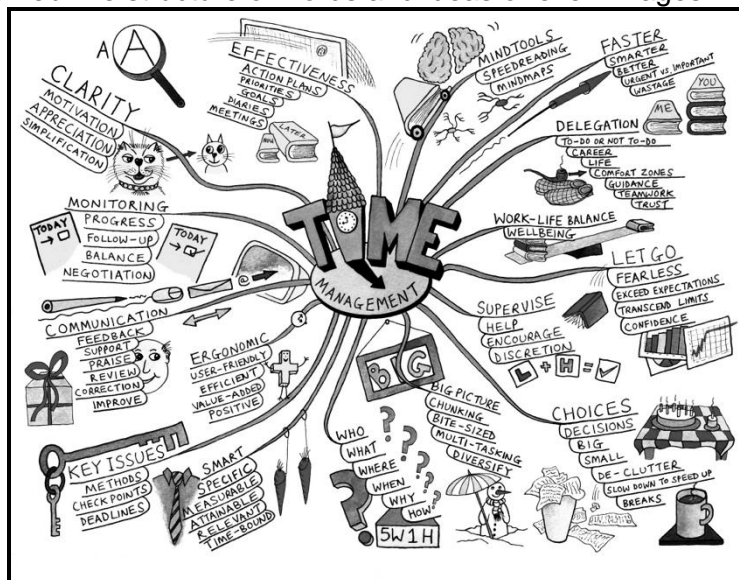 A A
CLARITY
MOTIVATION
APPRECIATION
SIMPLIFICATION
EFFECTIVENESS
ACTION PLANS
PRIORITIES
GOALS
DIARIES
MEETINGS
NOW
LATER
MINDTOOLS
SPEEDREADING
MINDMAPS
FASTER
SMARTER
BETTER
URGENT VS. IMPORTANT
WASTAGE
ME
YOU
DELEGATION
TO-DO OR NOT TO-DO
CAREER
LIFE
COMFORT ZONES
GUIDANCE
TEAMWORK
TRUST
MONITORING
PROGRESS
FOLLOW-UP
BALANCE
NEGOTIATION
TODAY
TODAY
TIME
MANAGEMENT
WORK-LIFE BALANCE
WELLBEING
LET GO
FEARLESS
EXCEED EXPECTATIONS
TRANSCEND LIMITS
CONFIDENCE
COMMUNICATION
FEEDBACK
SUPPORT
PRAISE
REVIEW
CORRECTION
IMPROVE
@
ERGONOMIC
USER-FRIENDLY
EFFICIENT
VALUE-ADDED
POSITIVE
SUPERVISE
HELP
ENCOURAGE
DISCRETION
L + H = ✓
BIG
BIG PICTURE
CHUNKING
BITE-SIZED
MULTI-TASKING
DIVERSIFY
CHOICES
DECISIONS
BIG
SMALL
DE-CLUTTER
SLOW DOWN TO SPEED UP
BREAKS
KEY ISSUES
METHODS
CHECKPOINTS
DEADLINES
SMART
SPECIFIC
MEASURABLE
ATTAINABLE
RELEVANT
TIME-BOUND
WHO
WHAT
WHERE
WHEN
WHY
HOW
5W1H